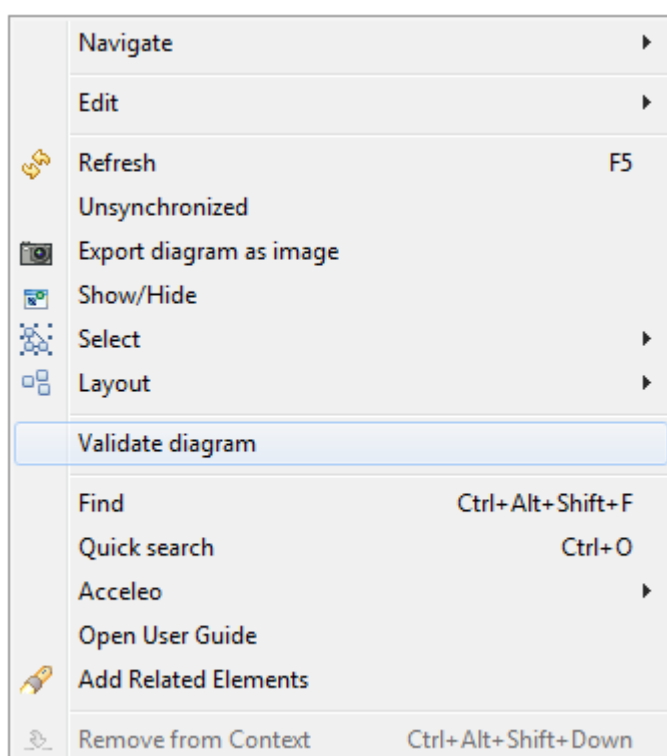 Navigate
Edit
Refresh F5
Unsynchronized
Export diagram as image
Show/Hide
Select
Layout
Validate diagram
Find Ctrl+Alt+Shift+F
Quick search Ctrl+O
Acceleo
Open User Guide
Add Related Elements
Remove from Context Ctrl+Alt+Shift+Down